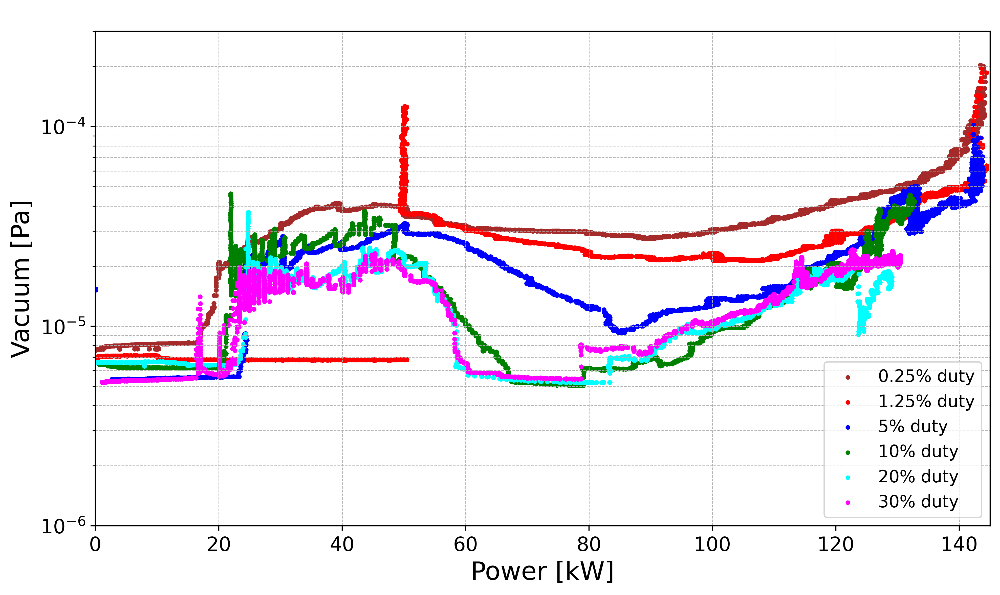 Vacuum [Pa]
10⁻⁴
10⁻⁵
10⁻⁶
0.25% duty
1.25% duty
5% duty
10% duty
20% duty
30% duty
0 20 40 60 80 100 120 140
Power [kW]